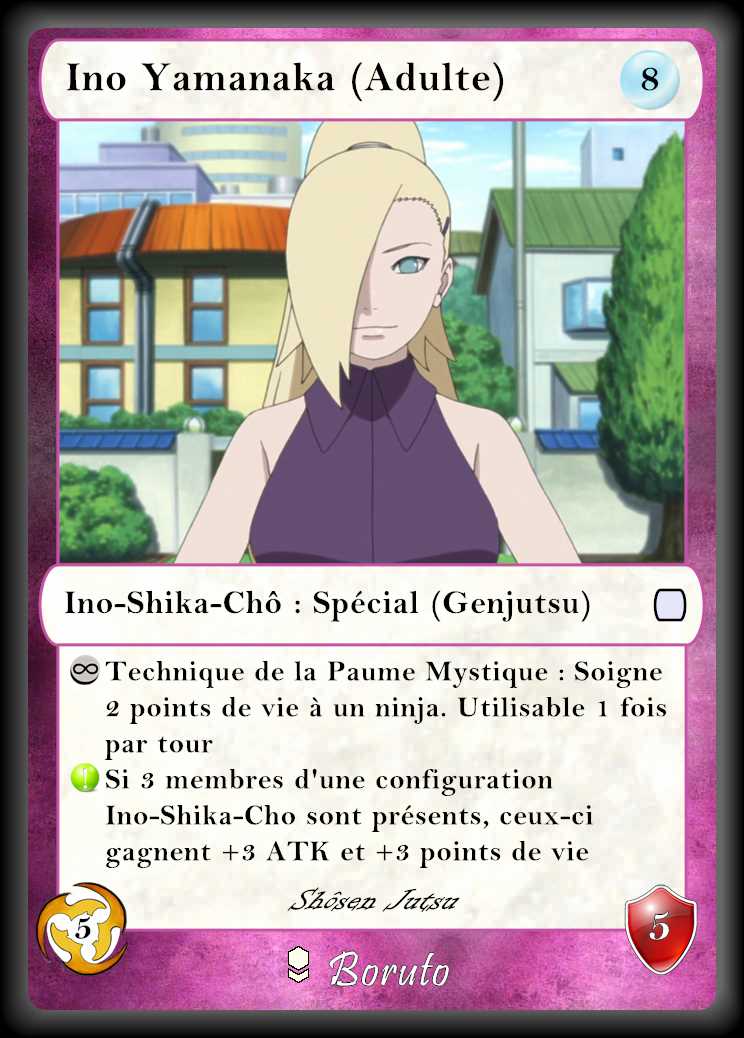 Ino Yamanaka (Adulte)
8
Ino-Shika-Chô : Spécial (Genjutsu)
Technique de la Paume Mystique : Soigne
2 points de vie à un ninja. Utilisable 1 fois
par tour
Si 3 membres d'une configuration
Ino-Shika-Cho sont présents, ceux-ci
gagnent +3 ATK et +3 points de vie
Shôsen Jutsu
5
5
Boruto